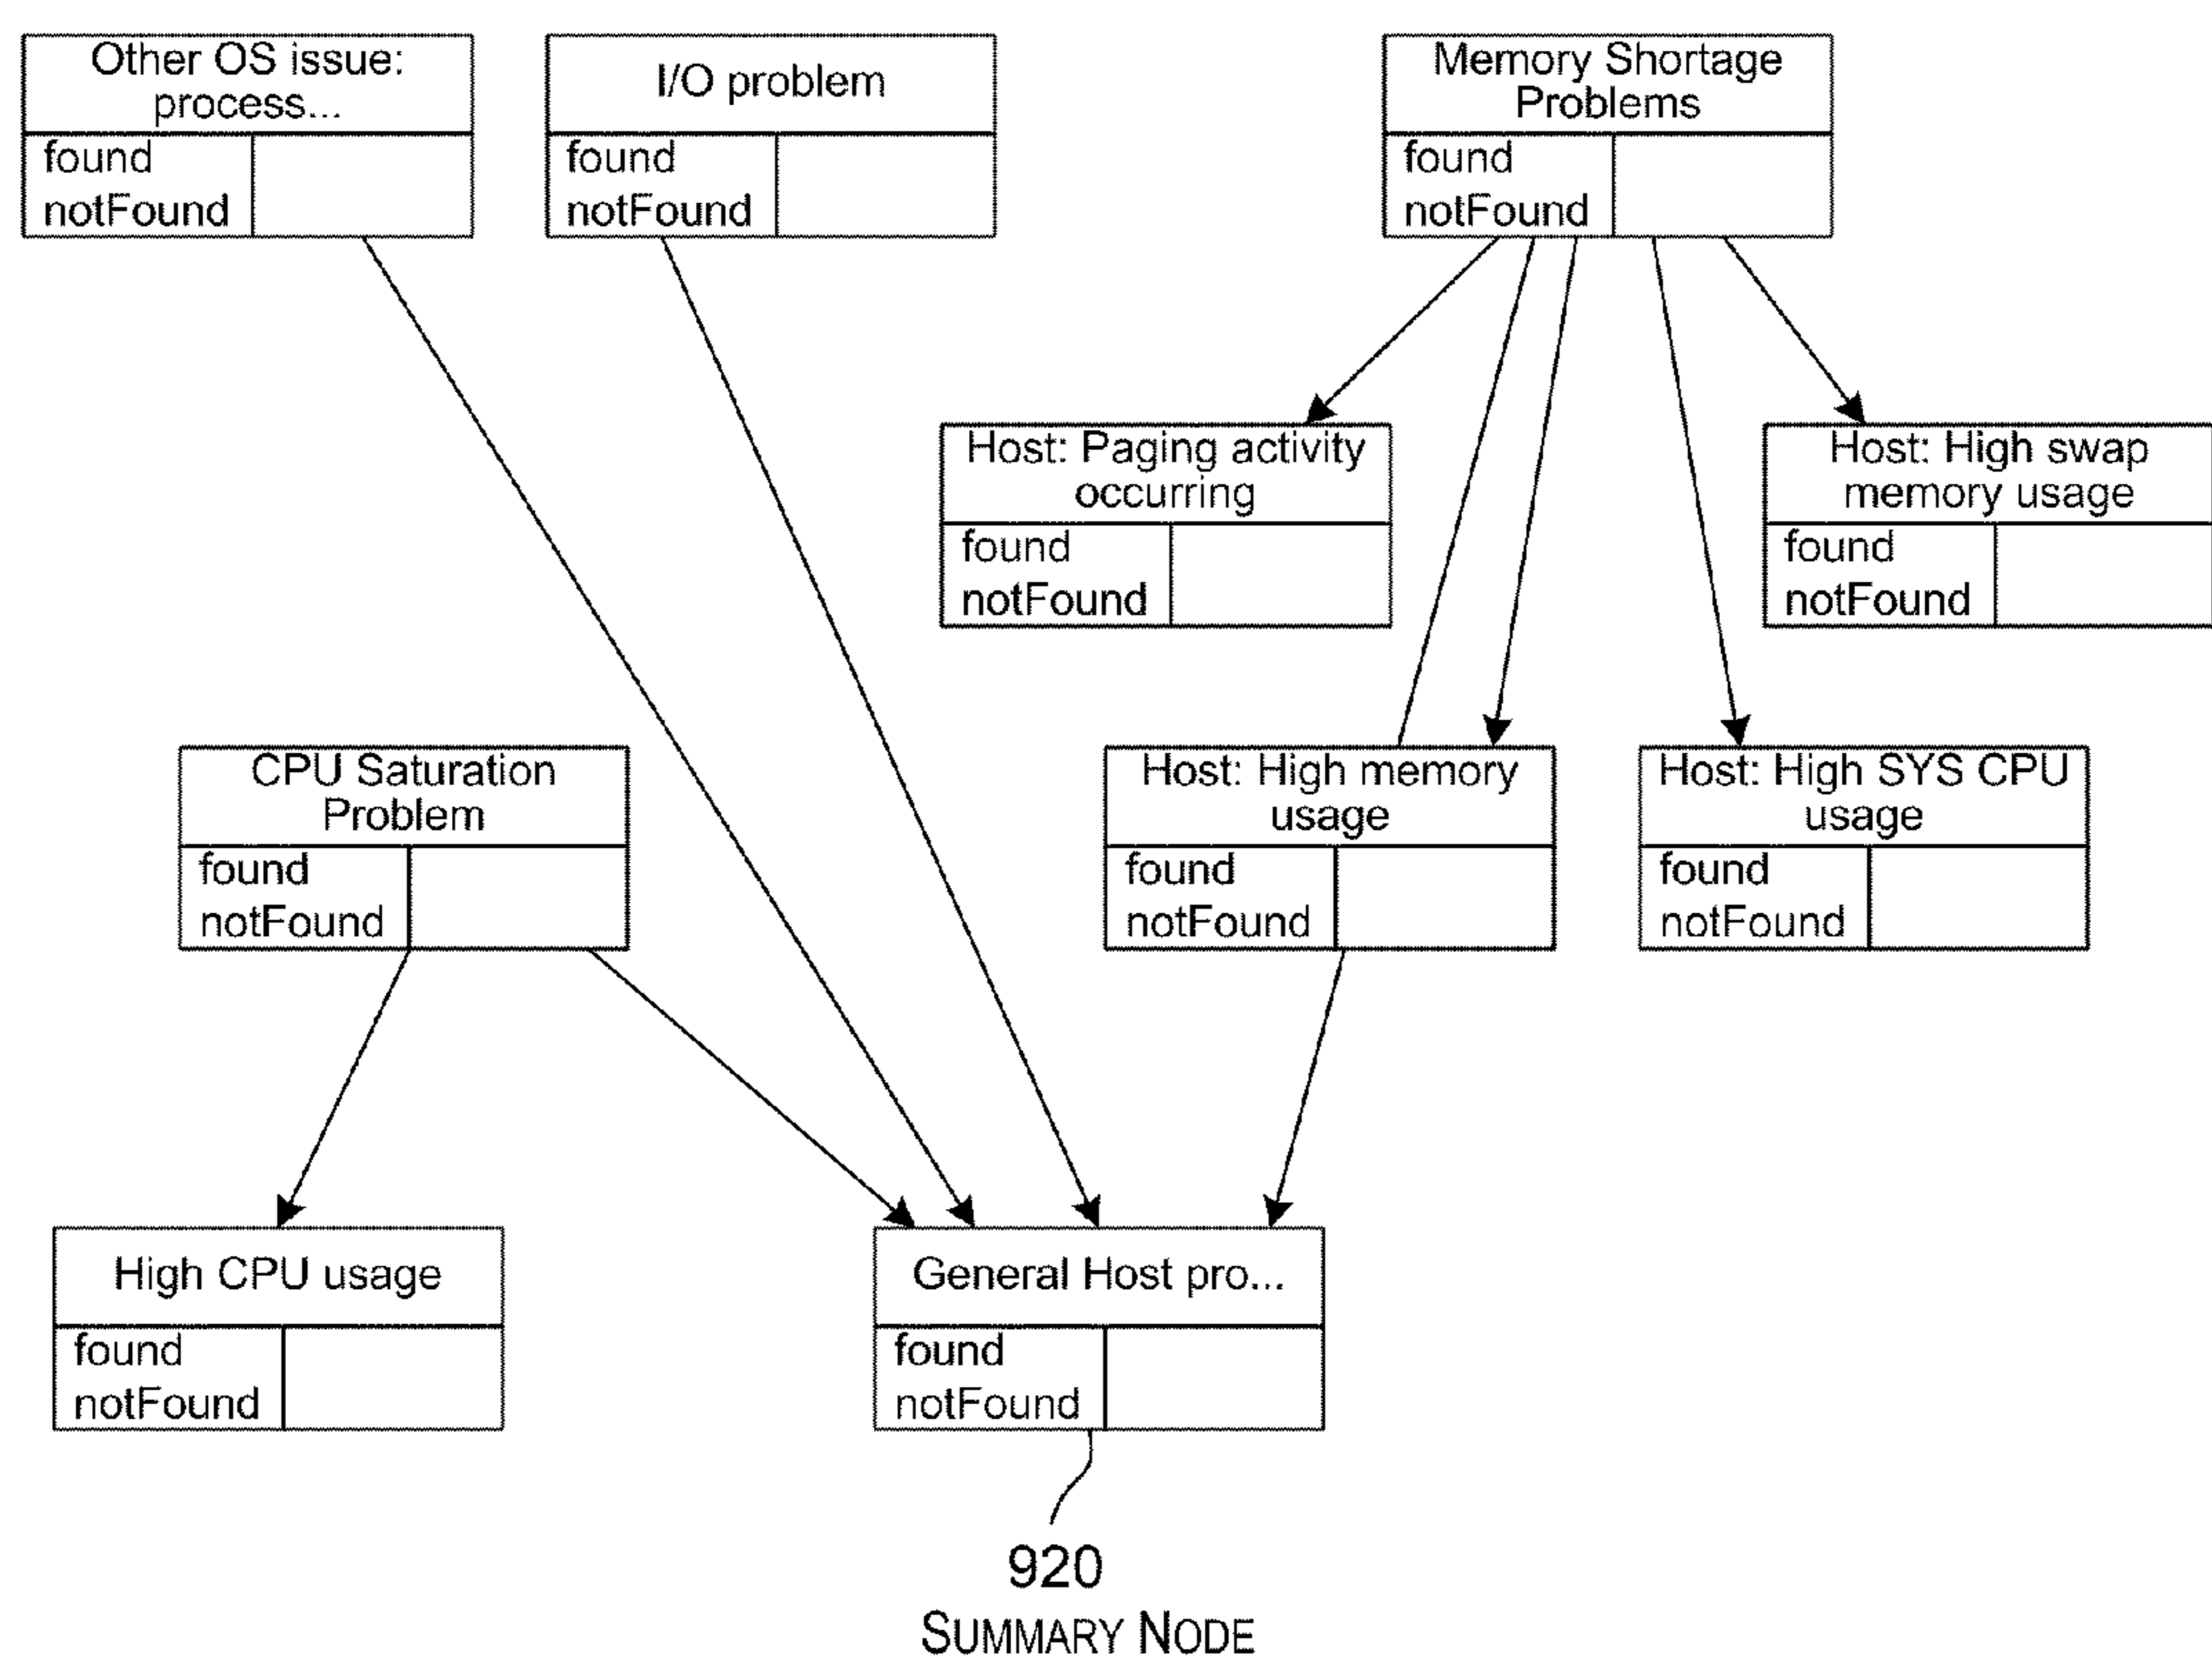 Other OS issue:
process...
found
notFound
I/O problem
found
notFound
Memory Shortage
Problems
found
notFound
Host: Paging activity
occurring
found
notFound
Host: High swap
memory usage
found
notFound
CPU Saturation
Problem
found
notFound
Host: High memory
usage
found
notFound
Host: High SYS CPU
usage
found
notFound
High CPU usage
found
notFound
General Host pro...
found
notFound
920
SUMMARY NODE